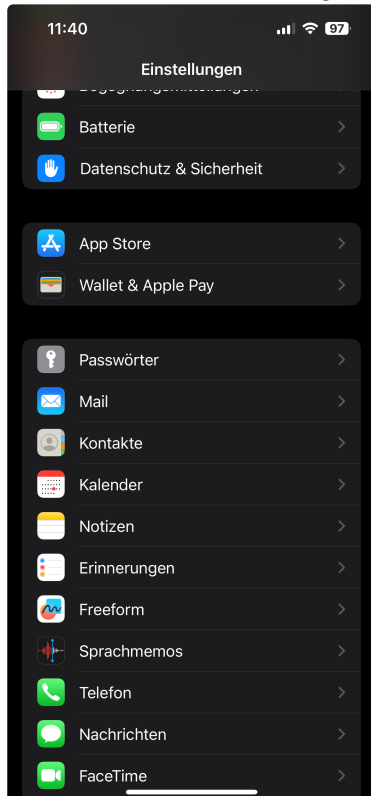 11:40
97
Einstellungen
Begegnungsmitteilungen
Batterie
Datenschutz & Sicherheit
App Store
Wallet & Apple Pay
Passwörter
Mail
Kontakte
Kalender
Notizen
Erinnerungen
Freeform
Sprachmemos
Telefon
Nachrichten
FaceTime